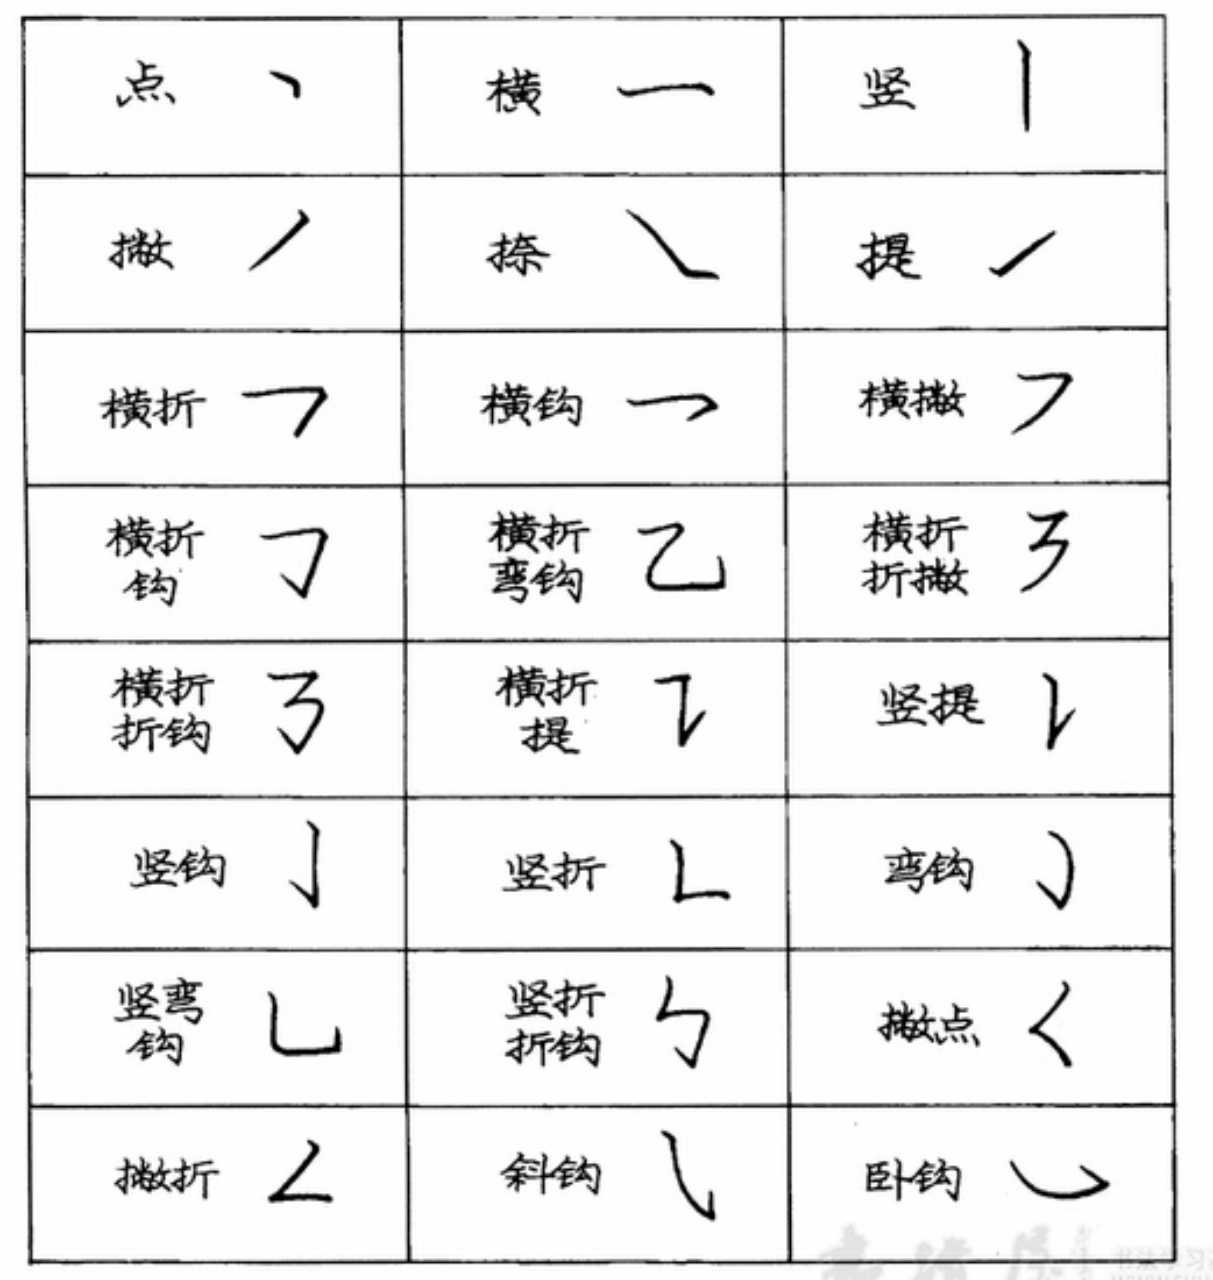 点 丶
横 一
竖 丨
撇 丿
捺 ㇏
提 ㇀
横折 ㇕
横钩 ㇖
横撇 ㇇
横折
钩 ㇆
横折
弯钩 ㇈
横折
折撇 ㇋
横折
折钩 ㇌
横折
提 ㇊
竖提 ㇙
竖钩 亅
竖折 ㇗
弯钩 ㇁
竖弯
钩 乚
竖折
折钩 ㇉
撇点 ㇛
撇折 ㇜
斜钩 ㇂
卧钩 ㇃